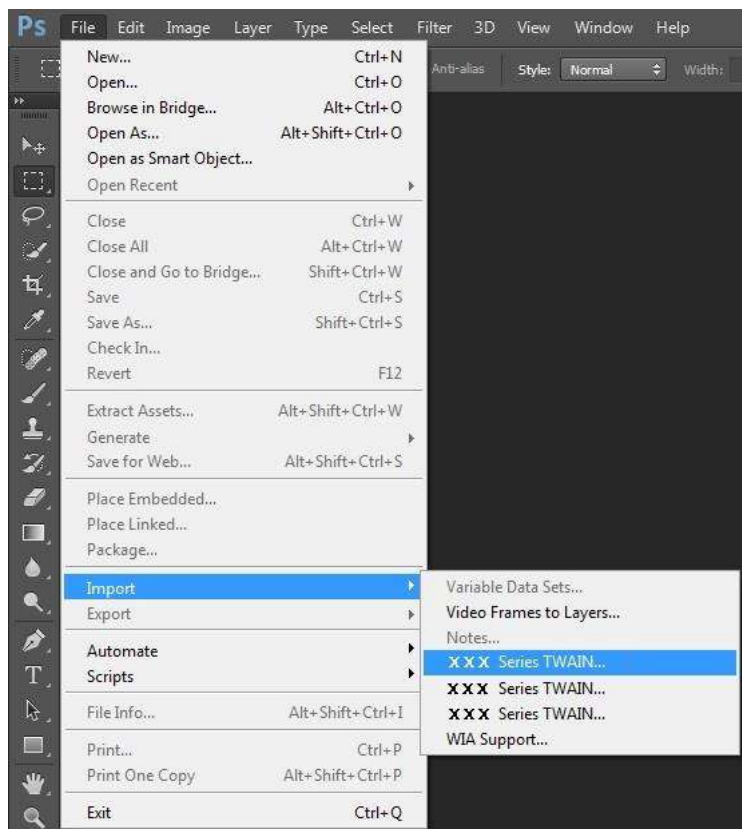 Ps File Edit Image Layer Type Select Filter 3D View Window Help
Anti-alias Style: Normal Width:
New... Ctrl+N
Open... Ctrl+O
Browse in Bridge... Alt+Ctrl+O
Open As... Alt+Shift+Ctrl+O
Open as Smart Object...
Open Recent
Close Ctrl+W
Close All Alt+Ctrl+W
Close and Go to Bridge... Shift+Ctrl+W
Save Ctrl+S
Save As... Shift+Ctrl+S
Check In...
Revert F12
Extract Assets... Alt+Shift+Ctrl+W
Generate
Save for Web... Alt+Shift+Ctrl+S
Place Embedded...
Place Linked...
Package...
Import
Export
Automate
Scripts
File Info... Alt+Shift+Ctrl+I
Print... Ctrl+P
Print One Copy Alt+Shift+Ctrl+P
Exit Ctrl+Q
Variable Data Sets...
Video Frames to Layers...
Notes...
XXX Series TWAIN...
XXX Series TWAIN...
XXX Series TWAIN...
WIA Support...